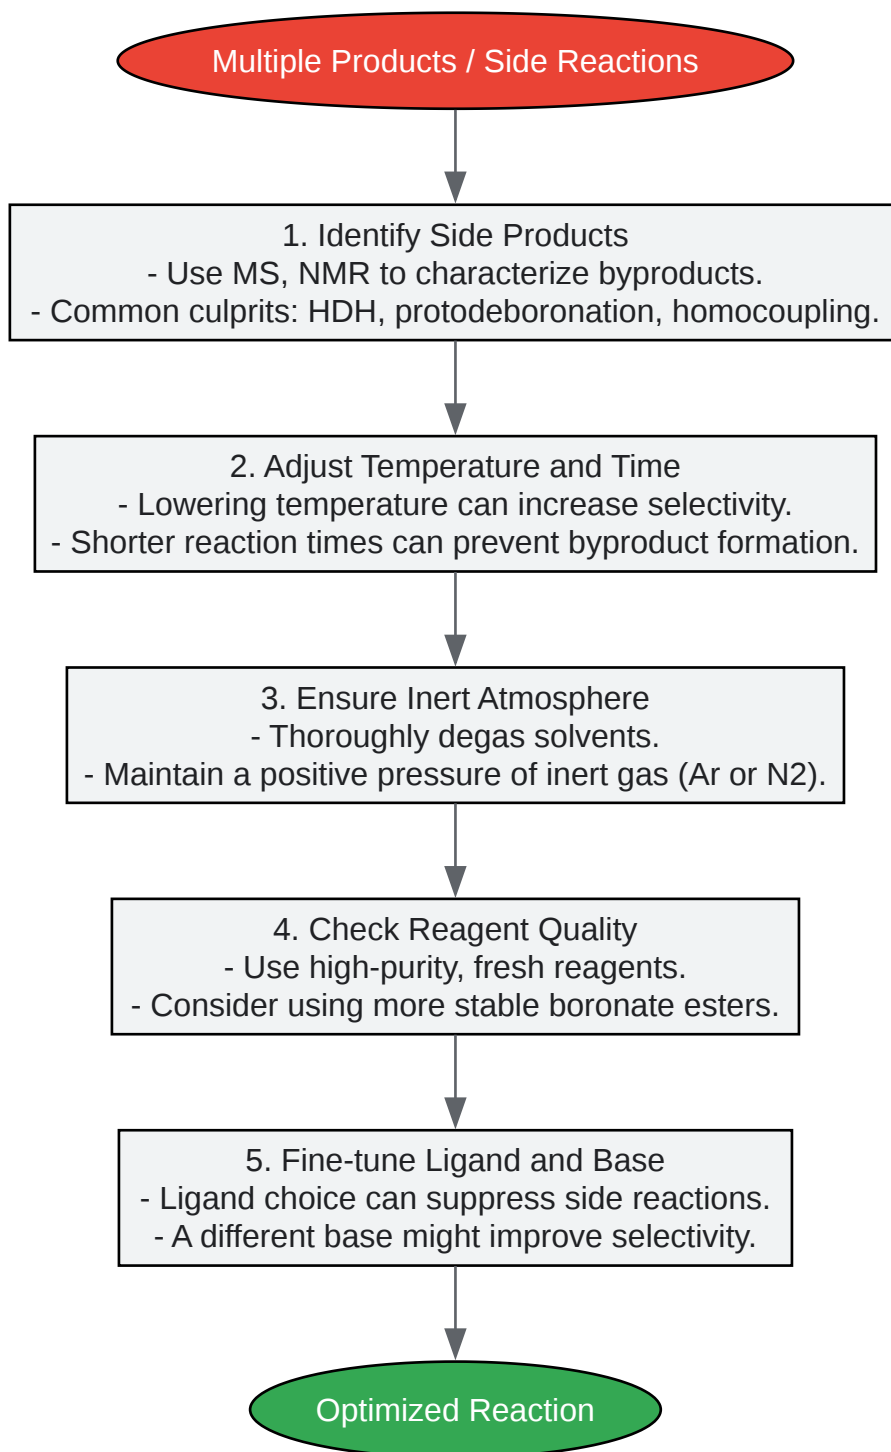 Multiple Products / Side Reactions
1. Identify Side Products
- Use MS, NMR to characterize byproducts.
- Common culprits: HDH, protodeboronation, homocoupling.
2. Adjust Temperature and Time
- Lowering temperature can increase selectivity.
- Shorter reaction times can prevent byproduct formation.
3. Ensure Inert Atmosphere
- Thoroughly degas solvents.
- Maintain a positive pressure of inert gas (Ar or N2).
4. Check Reagent Quality
- Use high-purity, fresh reagents.
- Consider using more stable boronate esters.
5. Fine-tune Ligand and Base
- Ligand choice can suppress side reactions.
- A different base might improve selectivity.
Optimized Reaction